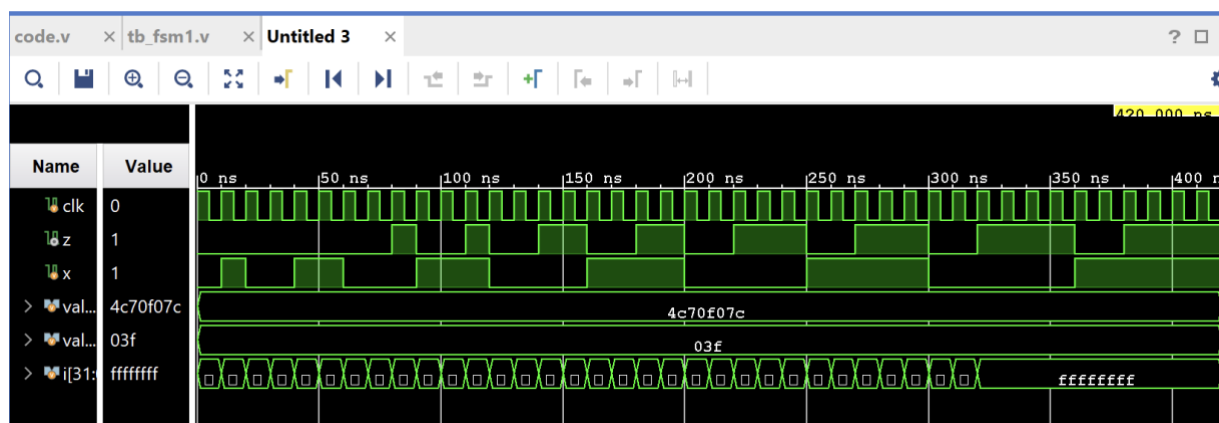 code.v × tb_fsm1.v × Untitled 3 × ?
420.000 ns
Name Value
0 ns 50 ns 100 ns 150 ns 200 ns 250 ns 300 ns 350 ns 400 n
clk 0
z 1
x 1
val... 4c70f07c 4c70f07c
val... 03f 03f
i[31: ffffffff ffffffff